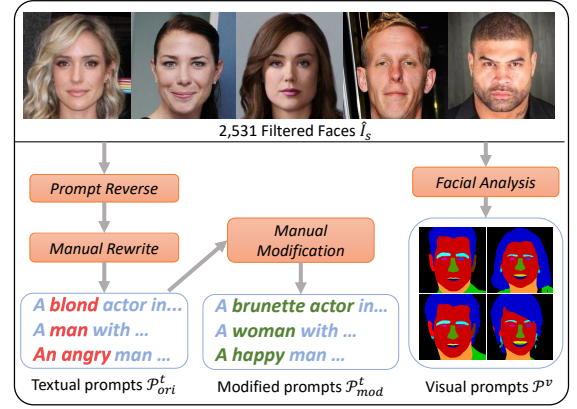 2,531 Filtered Faces Î_s
Prompt Reverse
Facial Analysis
Manual Rewrite
Manual
Modification
A blond actor in...
A man with ...
An angry man ...
A brunette actor in...
A woman with ...
A happy man ...
Textual prompts 𝒫^t_ori
Modified prompts 𝒫^t_mod
Visual prompts 𝒫^v